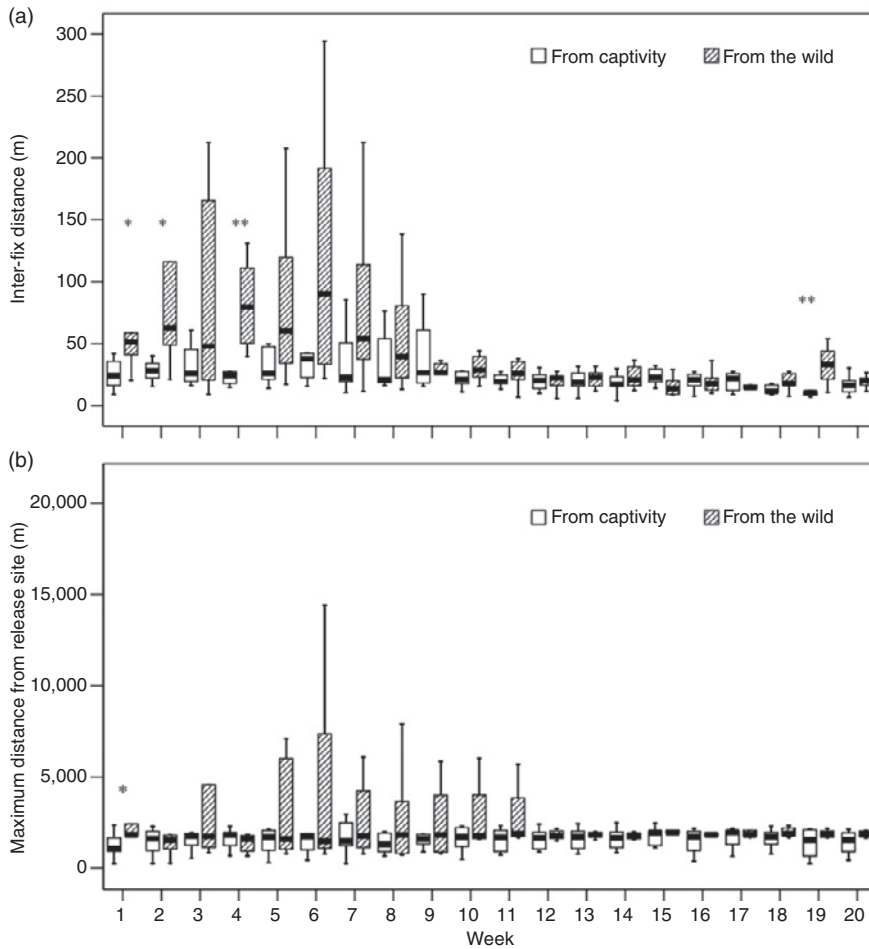 (a)
300
From captivity From the wild
250
200
150
* * ** **
100
50
0
Inter-fix distance (m)
(b)
20,000
From captivity From the wild
15,000
10,000
5,000
*
0
Maximum distance from release site (m)
1 2 3 4 5 6 7 8 9 10 11 12 13 14 15 16 17 18 19 20
Week